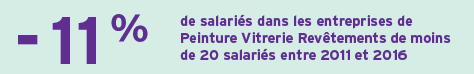 - 11 %
de salariés dans les entreprises de
Peinture Vitrerie Revêtements de moins
de 20 salariés entre 2011 et 2016